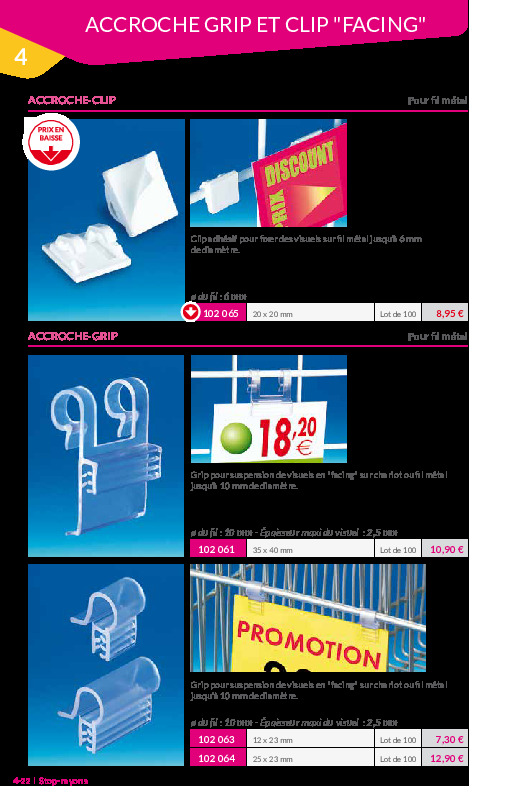 ACCROCHE GRIP ET CLIP "FACING"
4
ACCROCHE-CLIP
Pour fil métal
PRIX EN
BAISSE
DISCOUNT
PRIX
Clip adhésif pour fixer des visuels sur fil métal jusqu'à 6 mm
de diamètre.
ø du fil : 6 mm
102 065 20 x 20 mm Lot de 100 8,95 €
ACCROCHE-GRIP
Pour fil métal
18,20
€
Grip pour suspension de visuels en "facing" sur chariot ou fil métal
jusqu'à 10 mm de diamètre.
ø du fil : 10 mm - Épaisseur maxi du visuel : 2,5 mm
102 061 35 x 40 mm Lot de 100 10,90 €
PROMOTION
Grip pour suspension de visuels en "facing" sur chariot ou fil métal
jusqu'à 10 mm de diamètre.
ø du fil : 10 mm - Épaisseur maxi du visuel : 2,5 mm
102 063 12 x 23 mm Lot de 100 7,30 €
102 064 25 x 23 mm Lot de 100 12,90 €
4-22 | Stop-rayons